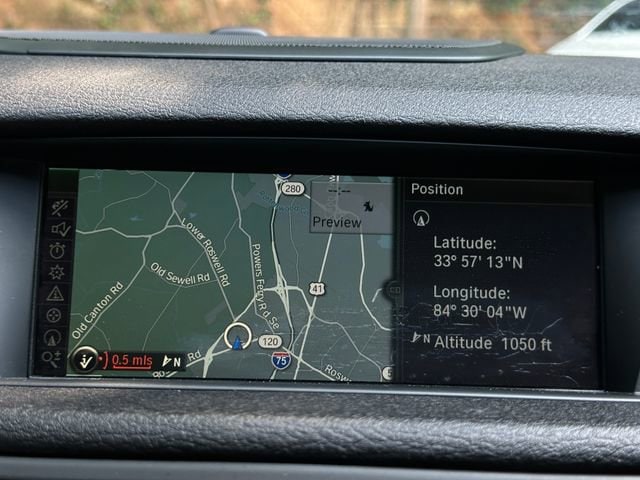 280
Preview
Lower Roswell Rd
Old Sewell Rd
Powers Ferry Rd Se
41
Old Canton Rd
Rd
120
75
Rosw
0.5 mls
N
Position
Latitude:
33° 57' 13"N
Longitude:
84° 30' 04"W
N Altitude 1050 ft